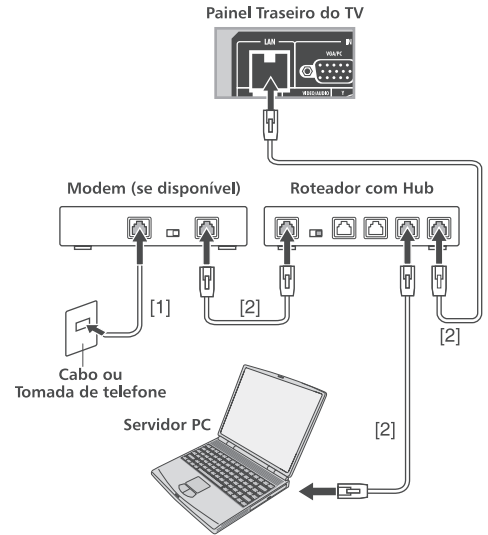 Painel Traseiro do TV
LAN
IN
VGA/PC
VIDEO/AUDIO
Y
Modem (se disponível)
Roteador com Hub
[1]
[2]
[2]
Cabo ou
Tomada de telefone
Servidor PC
[2]